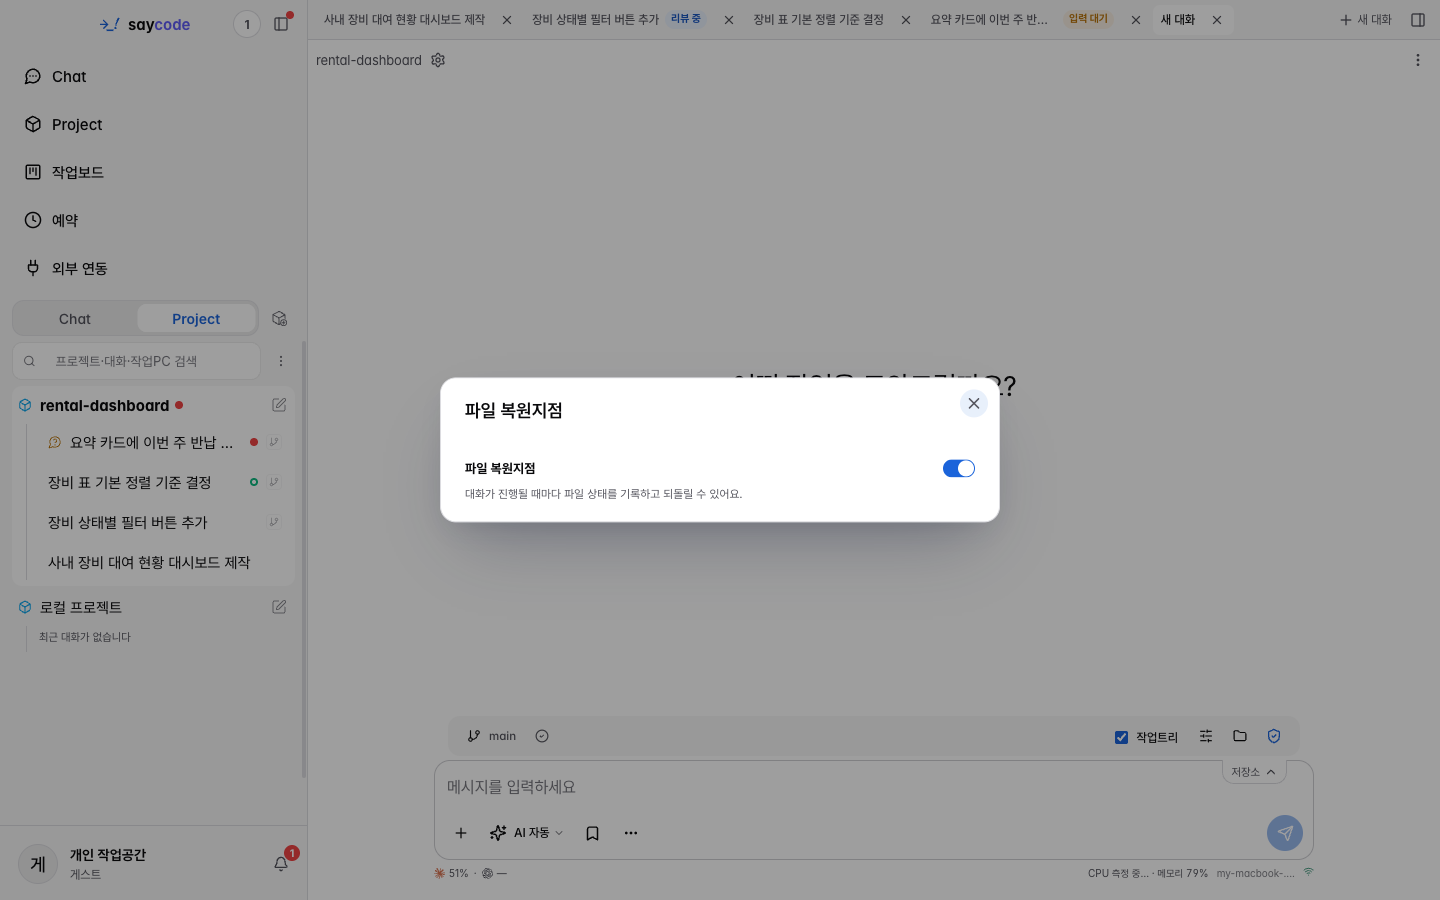 saycode
1
Chat
Project
작업보드
예약
외부 연동
Chat
Project
프로젝트·대화·작업PC 검색
rental-dashboard
요약 카드에 이번 주 반납 ...
장비 표 기본 정렬 기준 결정
장비 상태별 필터 버튼 추가
사내 장비 대여 현황 대시보드 제작
로컬 프로젝트
최근 대화가 없습니다
게
개인 작업공간
게스트
1
사내 장비 대여 현황 대시보드 제작
장비 상태별 필터 버튼 추가
리뷰 중
장비 표 기본 정렬 기준 결정
요약 카드에 이번 주 반...
입력 대기
새 대화
새 대화
rental-dashboard
파일 복원지점
파일 복원지점
대화가 진행될 때마다 파일 상태를 기록하고 되돌릴 수 있어요.
main
작업트리
저장소
메시지를 입력하세요
AI 자동
51% · —
CPU 측정 중... · 메모리 79%
my-macbook-....